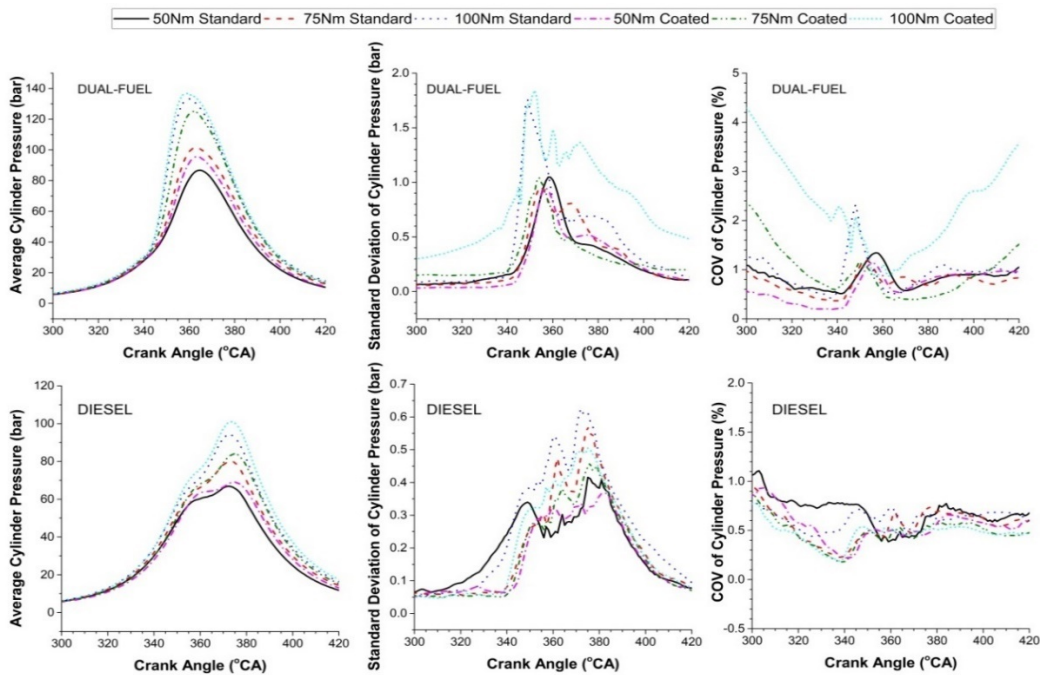 50Nm Standard 75Nm Standard 100Nm Standard 50Nm Coated 75Nm Coated 100Nm Coated
DUAL-FUEL
Average Cylinder Pressure (bar)
140
120
100
80
60
40
20
0
300 320 340 360 380 400 420
Crank Angle (°CA)
DUAL-FUEL
Standard Deviation of Cylinder Pressure (bar)
2.0
1.5
1.0
0.5
0.0
300 320 340 360 380 400 420
Crank Angle (°CA)
DUAL-FUEL
COV of Cylinder Pressure (%)
5
4
3
2
1
0
300 320 340 360 380 400 420
Crank Angle (°CA)
DIESEL
Average Cylinder Pressure (bar)
120
100
80
60
40
20
0
300 320 340 360 380 400 420
Crank Angle (°CA)
DIESEL
Standard Deviation of Cylinder Pressure (bar)
0.7
0.6
0.5
0.4
0.3
0.2
0.1
0.0
300 320 340 360 380 400 420
Crank Angle (°CA)
DIESEL
COV of Cylinder Pressure (%)
2.0
1.5
1.0
0.5
0.0
-0.5
300 320 340 360 380 400 420
Crank Angle (°CA)